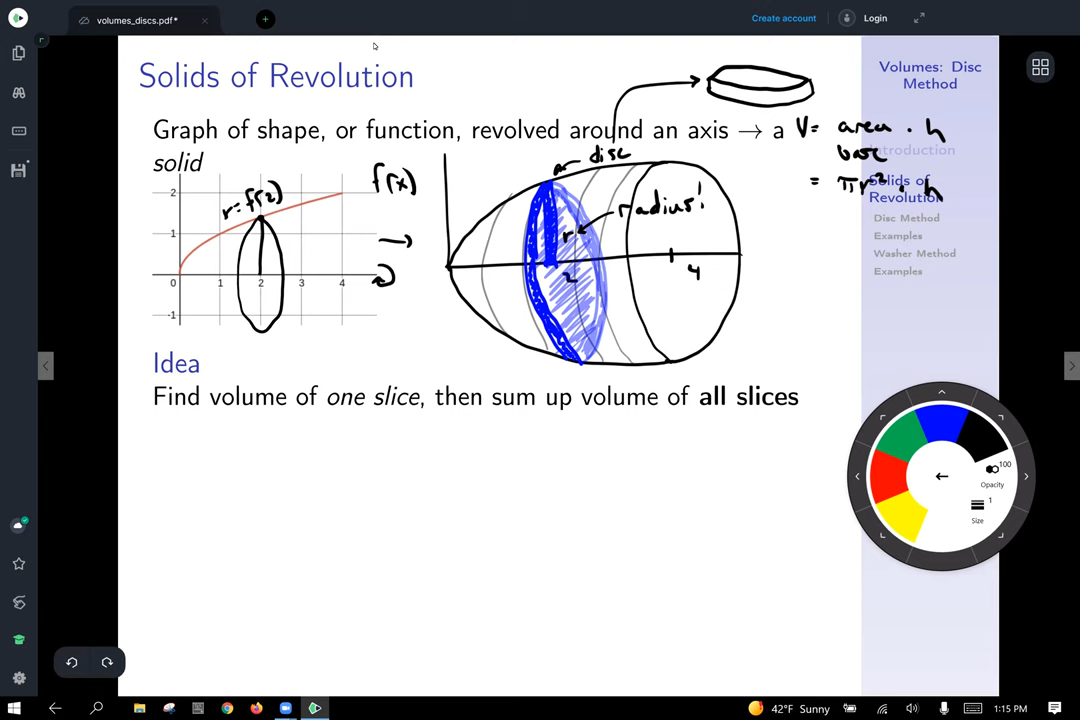 volumes_discs.pdf*
Create account
Login
Solids of Revolution
Volumes: Disc
Method
Graph of shape, or function, revolved around an axis → a
solid
V= area · h
base
= πr² · h
Introduction
Solids of
Revolution
Disc Method
Examples
Washer Method
Examples
disc
f(x)
r=f(2)
radius!
r
2
4
2
1
0
1
2
3
4
-1
Idea
Find volume of one slice, then sum up volume of all slices
100
Opacity
1
Size
42°F Sunny
1:15 PM